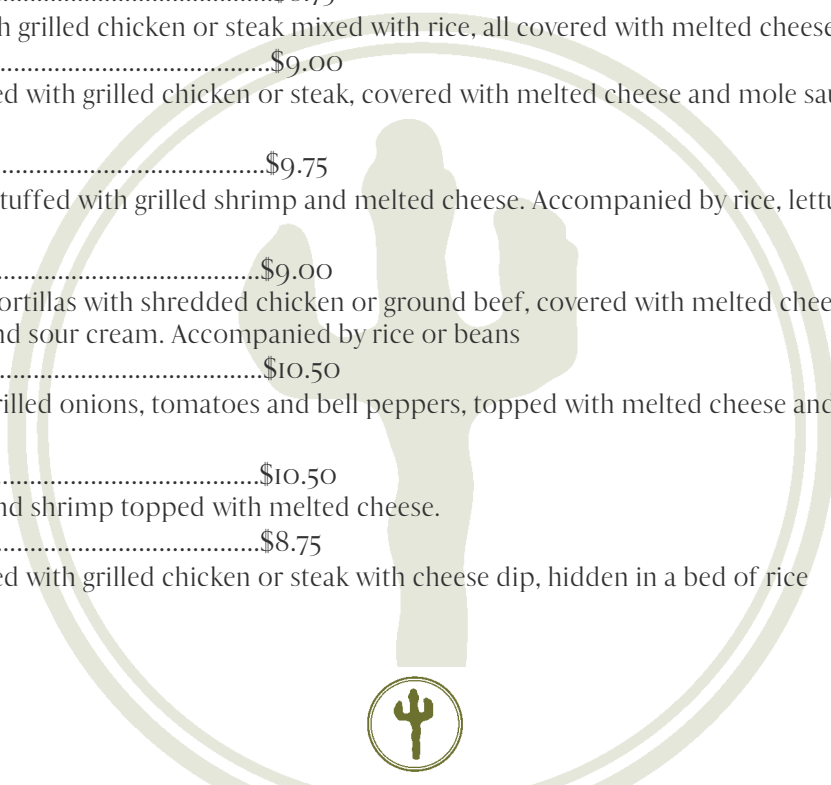 h grilled chicken or steak mixed with rice, all covered with melted cheese
........................................$9.00
ed with grilled chicken or steak, covered with melted cheese and mole sau
.......................................$9.75
tuffed with grilled shrimp and melted cheese. Accompanied by rice, lettu
......................................$9.00
ortillas with shredded chicken or ground beef, covered with melted chee
nd sour cream. Accompanied by rice or beans
.......................................$10.50
rilled onions, tomatoes and bell peppers, topped with melted cheese and
......................................$10.50
nd shrimp topped with melted cheese.
......................................$8.75
ed with grilled chicken or steak with cheese dip, hidden in a bed of rice